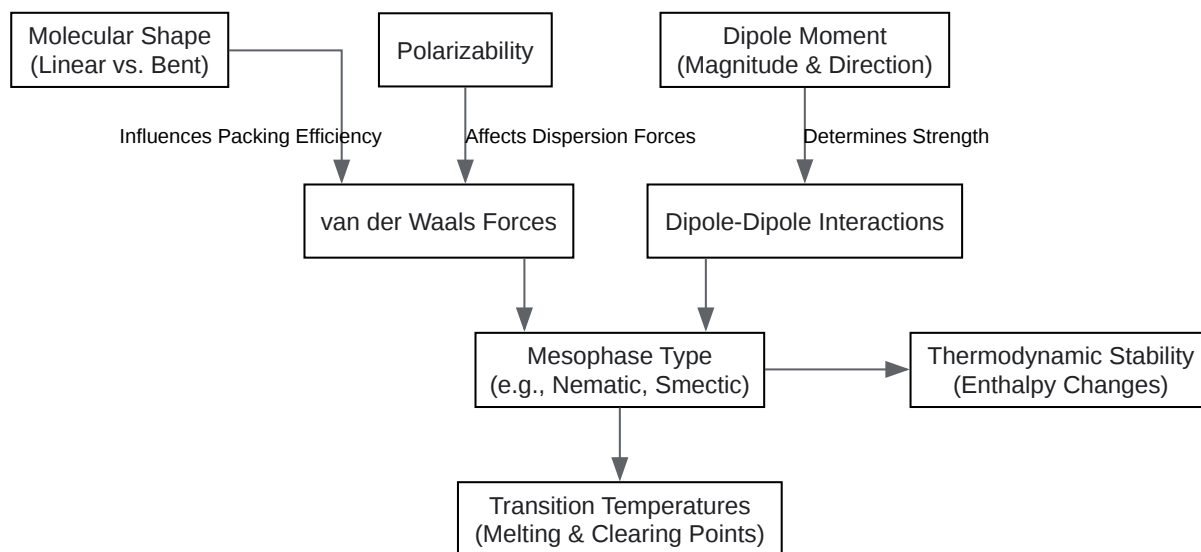 Molecular Shape
(Linear vs. Bent)
Polarizability
Dipole Moment
(Magnitude & Direction)
Influences Packing Efficiency
Affects Dispersion Forces
Determines Strength
van der Waals Forces
Dipole-Dipole Interactions
Mesophase Type
(e.g., Nematic, Smectic)
Thermodynamic Stability
(Enthalpy Changes)
Transition Temperatures
(Melting & Clearing Points)